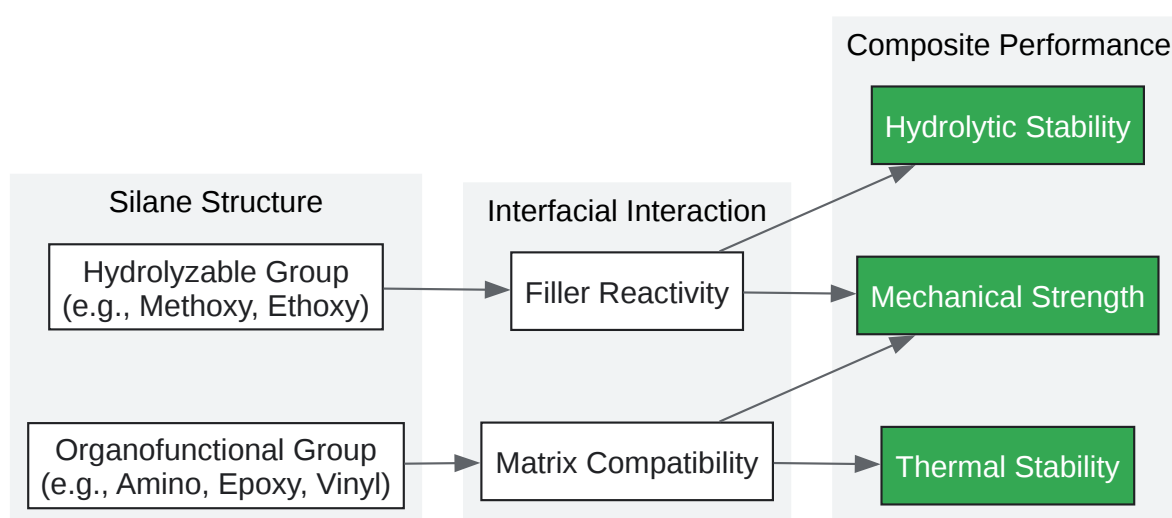 Silane Structure
Hydrolyzable Group
(e.g., Methoxy, Ethoxy)
Organofunctional Group
(e.g., Amino, Epoxy, Vinyl)
Interfacial Interaction
Filler Reactivity
Matrix Compatibility
Composite Performance
Hydrolytic Stability
Mechanical Strength
Thermal Stability